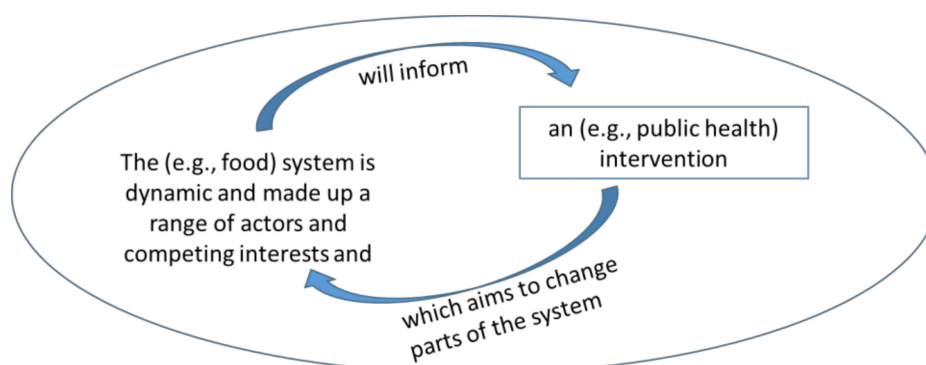 The (e.g., food) system is
dynamic and made up a
range of actors and
competing interests and
will inform
an (e.g., public health)
intervention
which aims to change
parts of the system